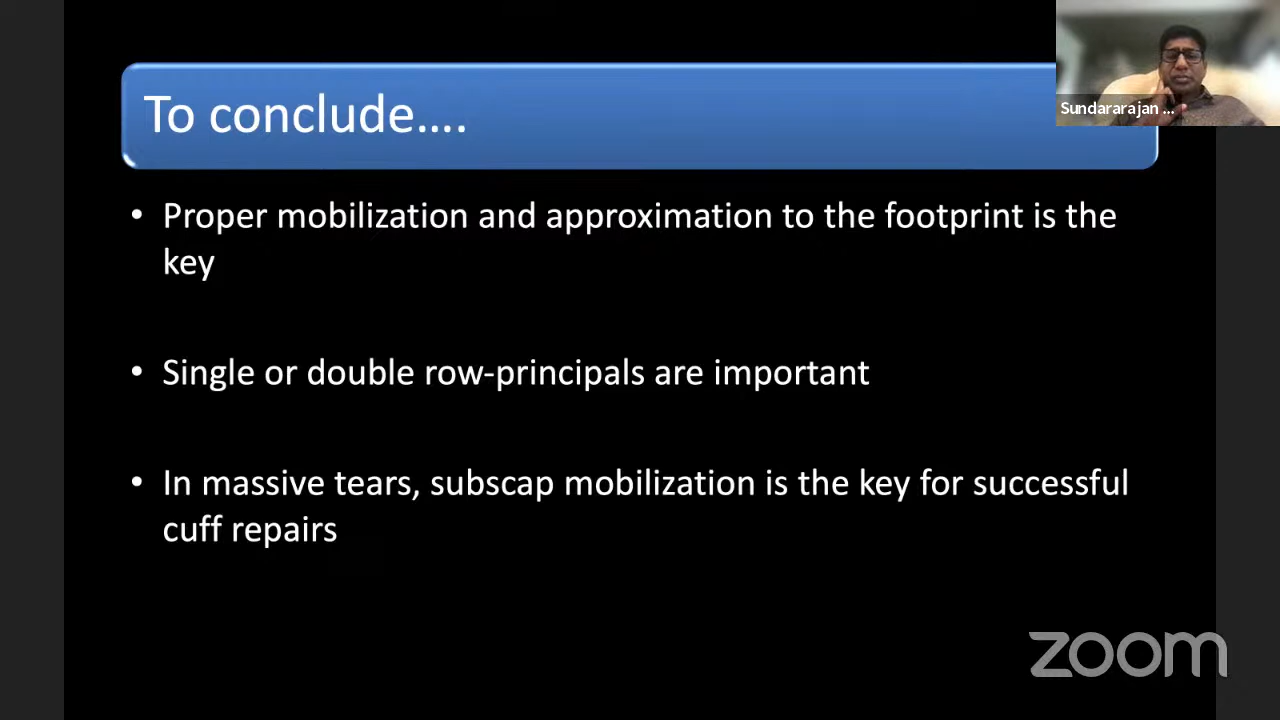 To conclude....
Sundararajan ...
• Proper mobilization and approximation to the footprint is the
key
• Single or double row-principals are important
• In massive tears, subscap mobilization is the key for successful
cuff repairs
zoom